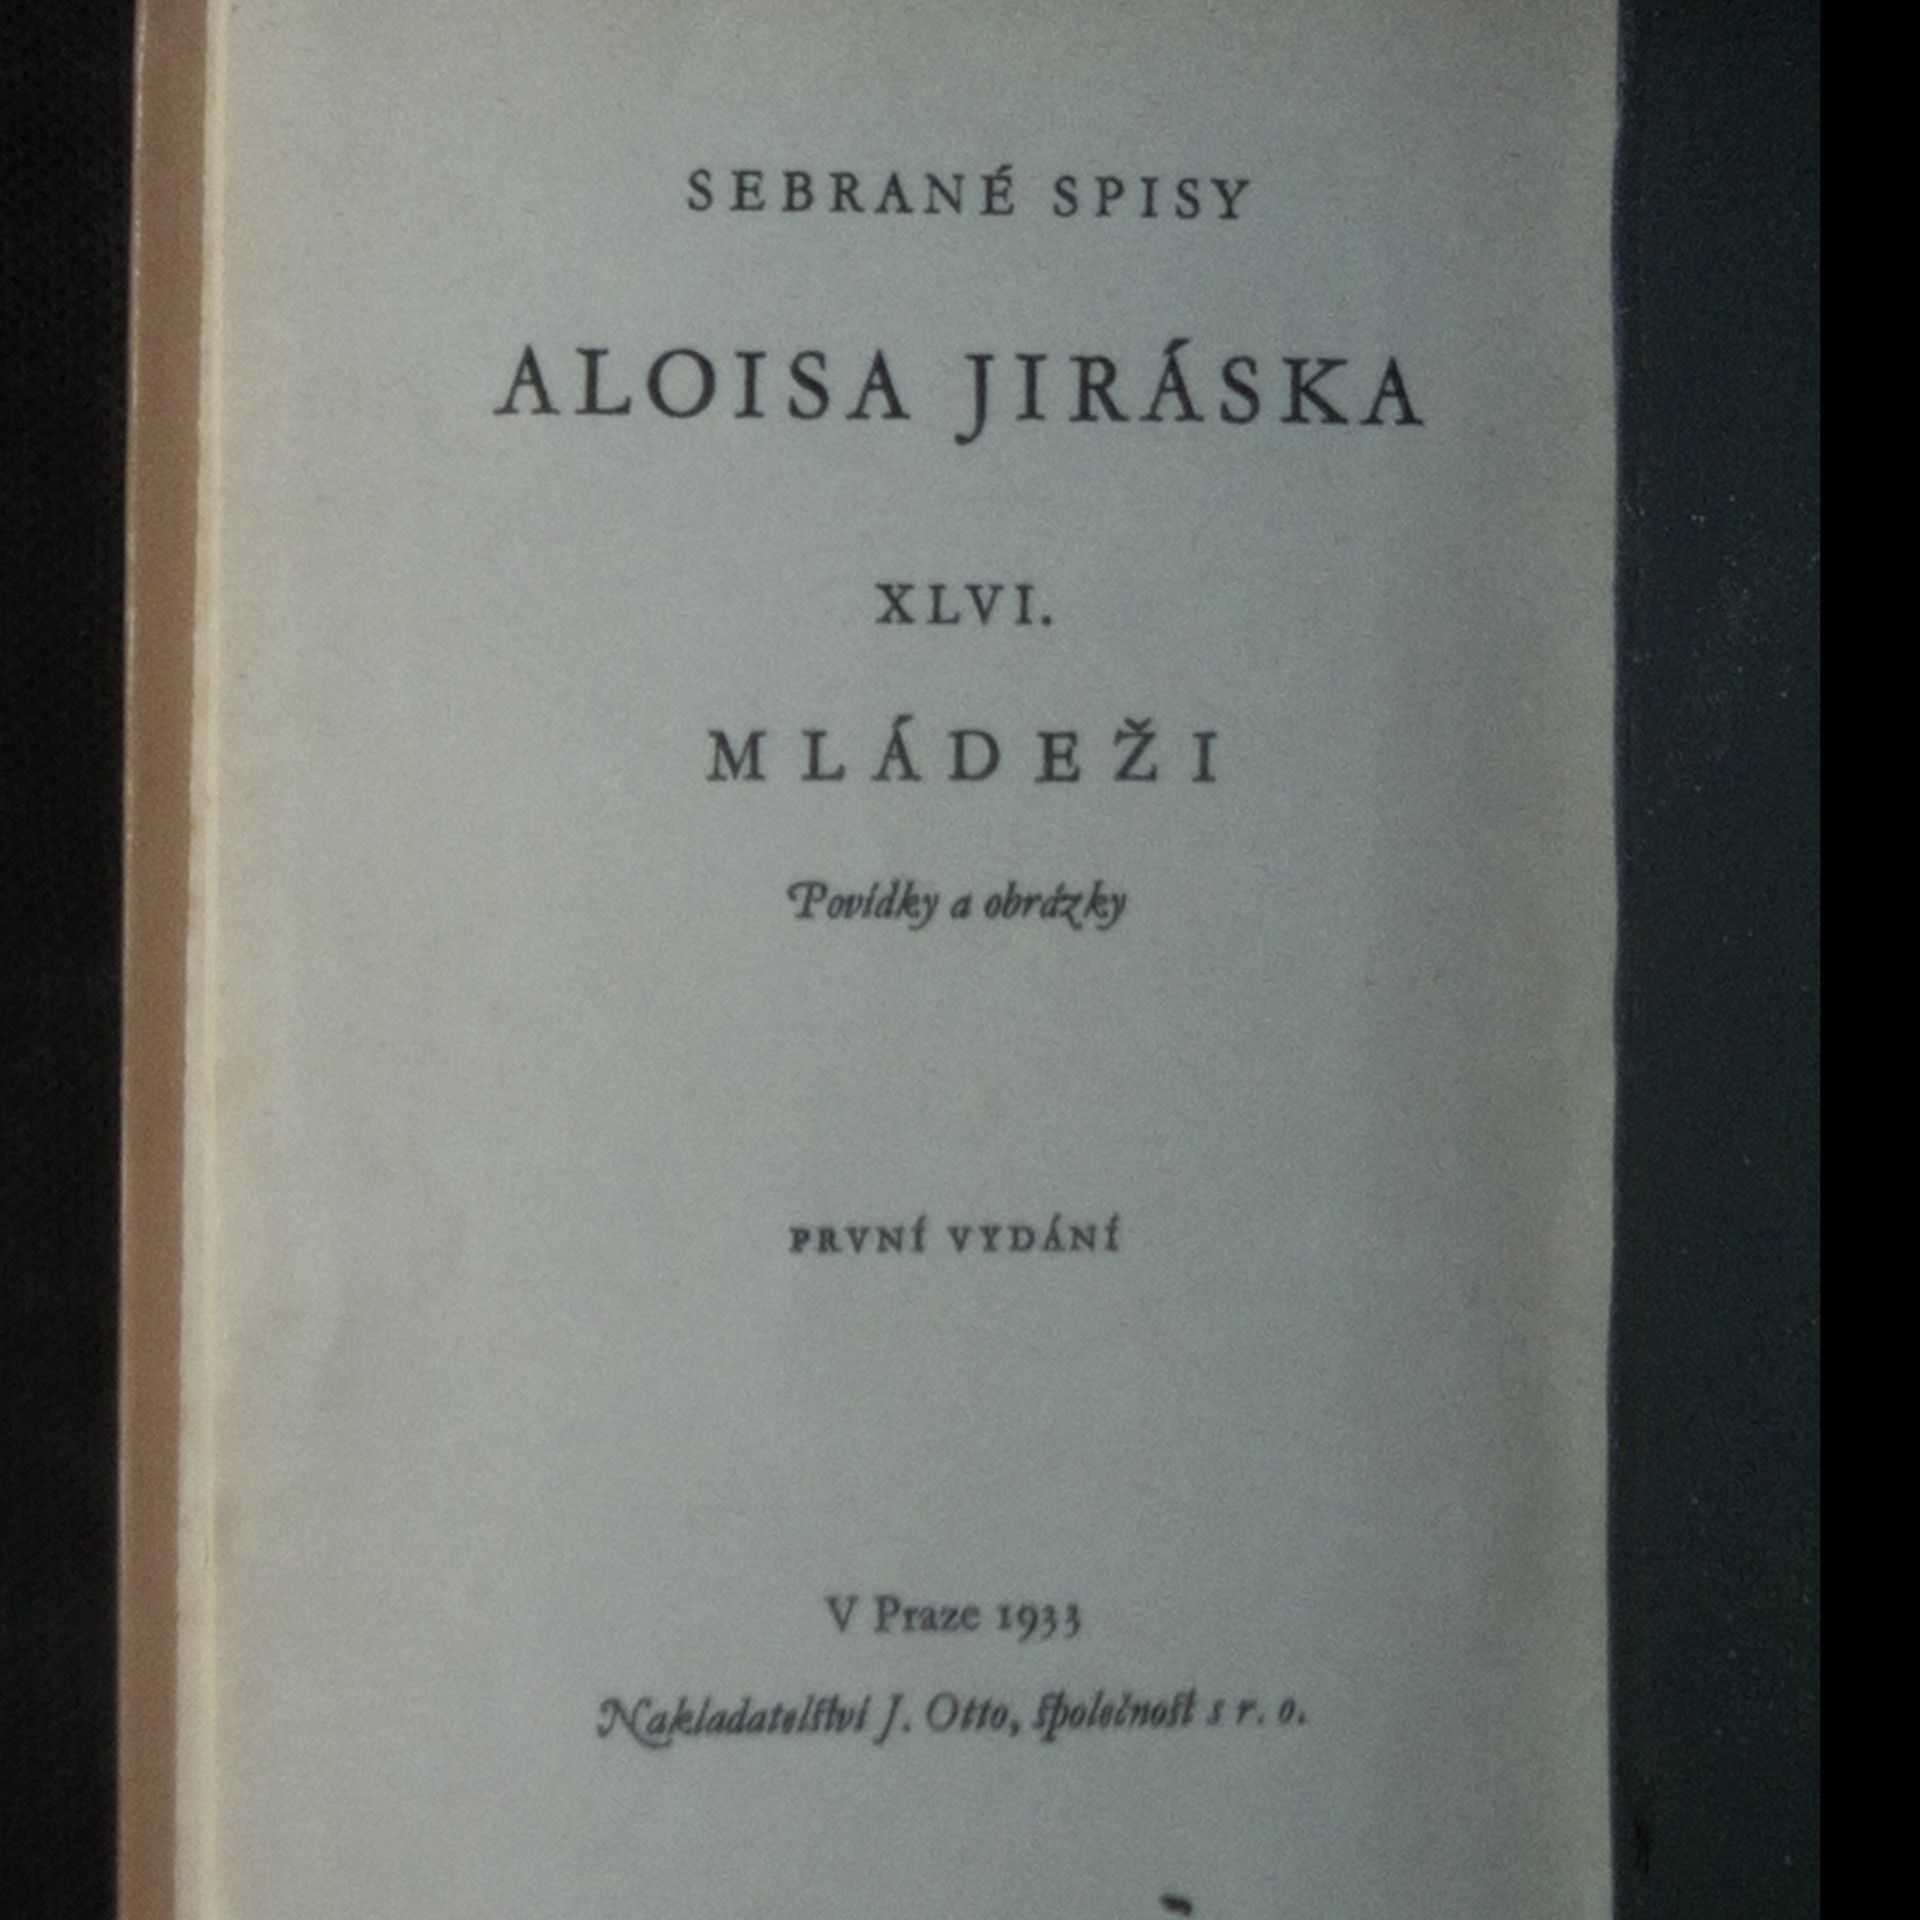 SEBRANÉ SPISY
ALOISA JIRÁSKA
XLVI.
MLÁDEŽI
Povídky a obrázky
PRVNÍ VYDÁNÍ
V Praze 1933
Nakladatelství J. Otto, společnost s r. o.